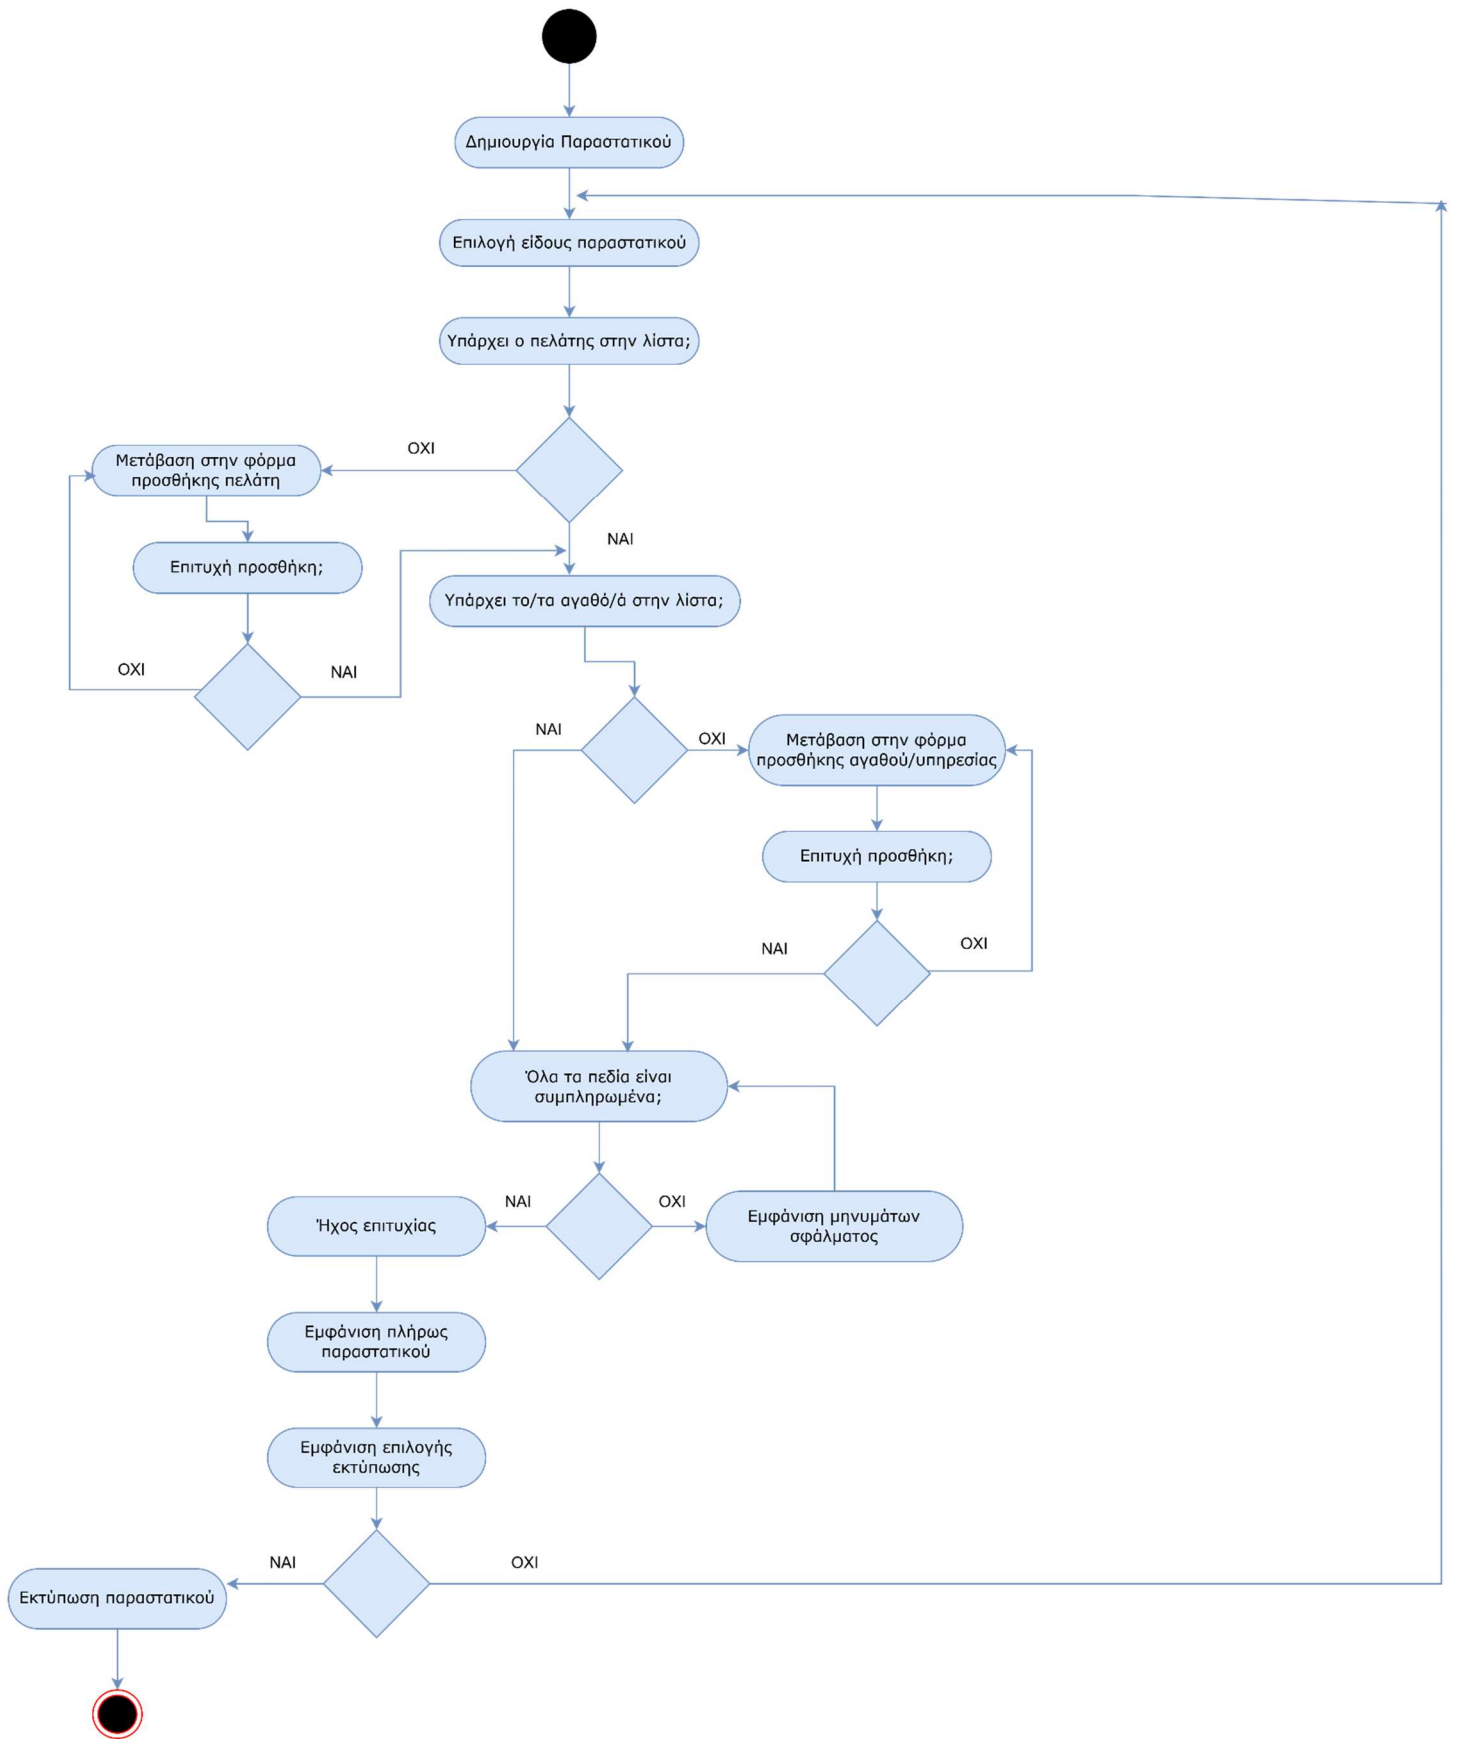 Δημιουργία Παραστατικού
Επιλογή είδους παραστατικού
Υπάρχει ο πελάτης στην λίστα;
ΟΧΙ
Μετάβαση στην φόρμα
προσθήκης πελάτη
ΝΑΙ
Επιτυχή προσθήκη;
Υπάρχει το/τα αγαθό/ά στην λίστα;
ΟΧΙ
ΝΑΙ
ΝΑΙ
ΟΧΙ
Μετάβαση στην φόρμα
προσθήκης αγαθού/υπηρεσίας
Επιτυχή προσθήκη;
ΝΑΙ
ΟΧΙ
Όλα τα πεδία είναι
συμπληρωμένα;
ΝΑΙ
ΟΧΙ
Ήχος επιτυχίας
Εμφάνιση μηνυμάτων
σφάλματος
Εμφάνιση πλήρως
παραστατικού
Εμφάνιση επιλογής
εκτύπωσης
ΝΑΙ
ΟΧΙ
Εκτύπωση παραστατικού